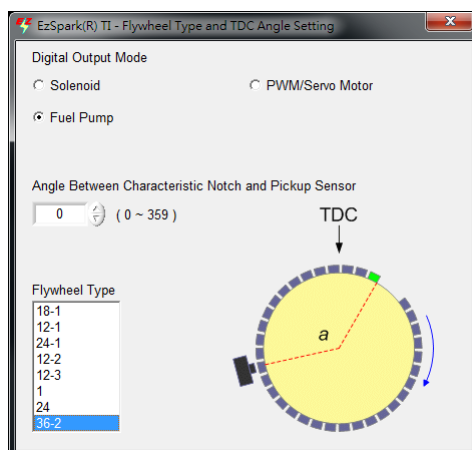 EzSpark(R) TI - Flywheel Type and TDC Angle Setting
Digital Output Mode
Solenoid
PWM/Servo Motor
Fuel Pump
Angle Between Characteristic Notch and Pickup Sensor
0
( 0 ~ 359 )
TDC
a
Flywheel Type
18-1
12-1
24-1
12-2
12-3
1
24
36-2